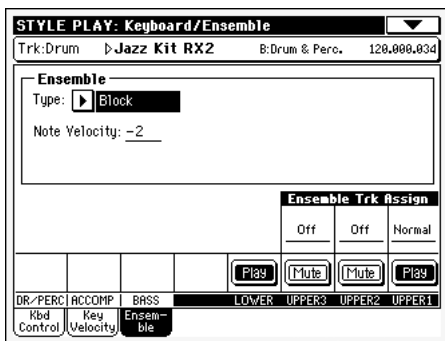 STYLE PLAY: Keyboard/Ensemble
Trk:Drum Jazz Kit RX2 B:Drum & Perc. 120.000.034
Ensemble
Type: Block
Note Velocity: -2
Ensemble Trk Assign
Off Off Normal
Play Mute Mute Play
DR/PERC ACCOMP BASS LOWER UPPER3 UPPER2 UPPER1
Kbd Control Key Velocity Ensem-ble